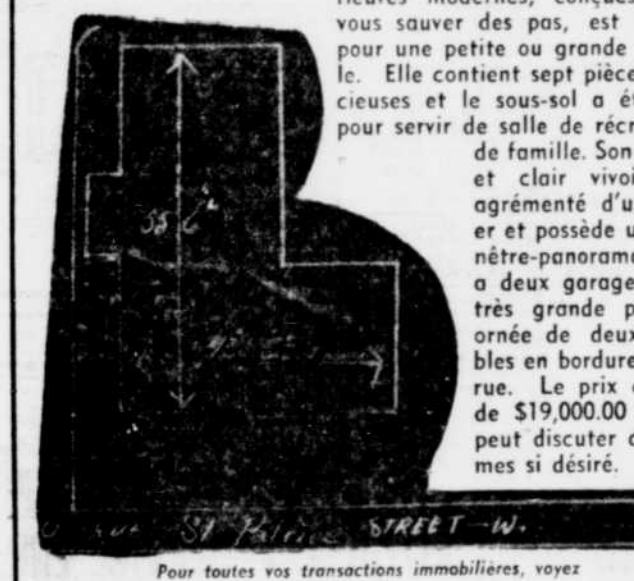 rieures modernes, conçues
vous sauver des pas, est
pour une petite ou grande
le. Elle contient sept pièce
cieuses et le sous-sol a é
pour servir de salle de récr
de famille. Son
et clair vivoi
agrémenté d'u
er et possède u
nêtre-panorama
a deux garage
très grande p
ornée de deux
bles en bordure
rue. Le prix
de $19,000.00
peut discuter
mes si désiré.
55' 6"
St Patrice STREET W.
Pour toutes vos transactions immobilières, voyez